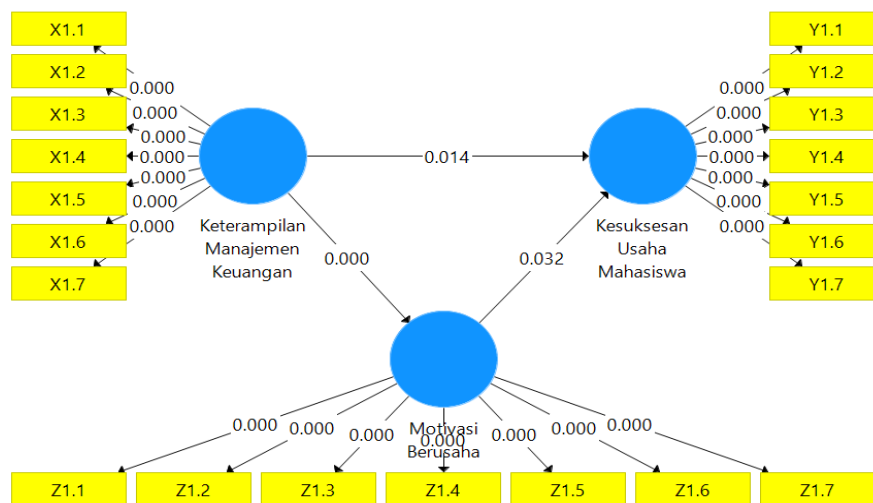 X1.1
X1.2
X1.3
X1.4
X1.5
X1.6
X1.7
0.000
0.000
0.000
0.000
0.000
0.000
0.000
Keterampilan
Manajemen
Keuangan
0.014
0.000
0.032
Kesuksesan
Usaha
Mahasiswa
0.000
0.000
0.000
0.000
0.000
0.000
0.000
Y1.1
Y1.2
Y1.3
Y1.4
Y1.5
Y1.6
Y1.7
Motivasi
Berusaha
0.000
0.000
0.000
0.000
0.000
0.000
0.000
Z1.1
Z1.2
Z1.3
Z1.4
Z1.5
Z1.6
Z1.7